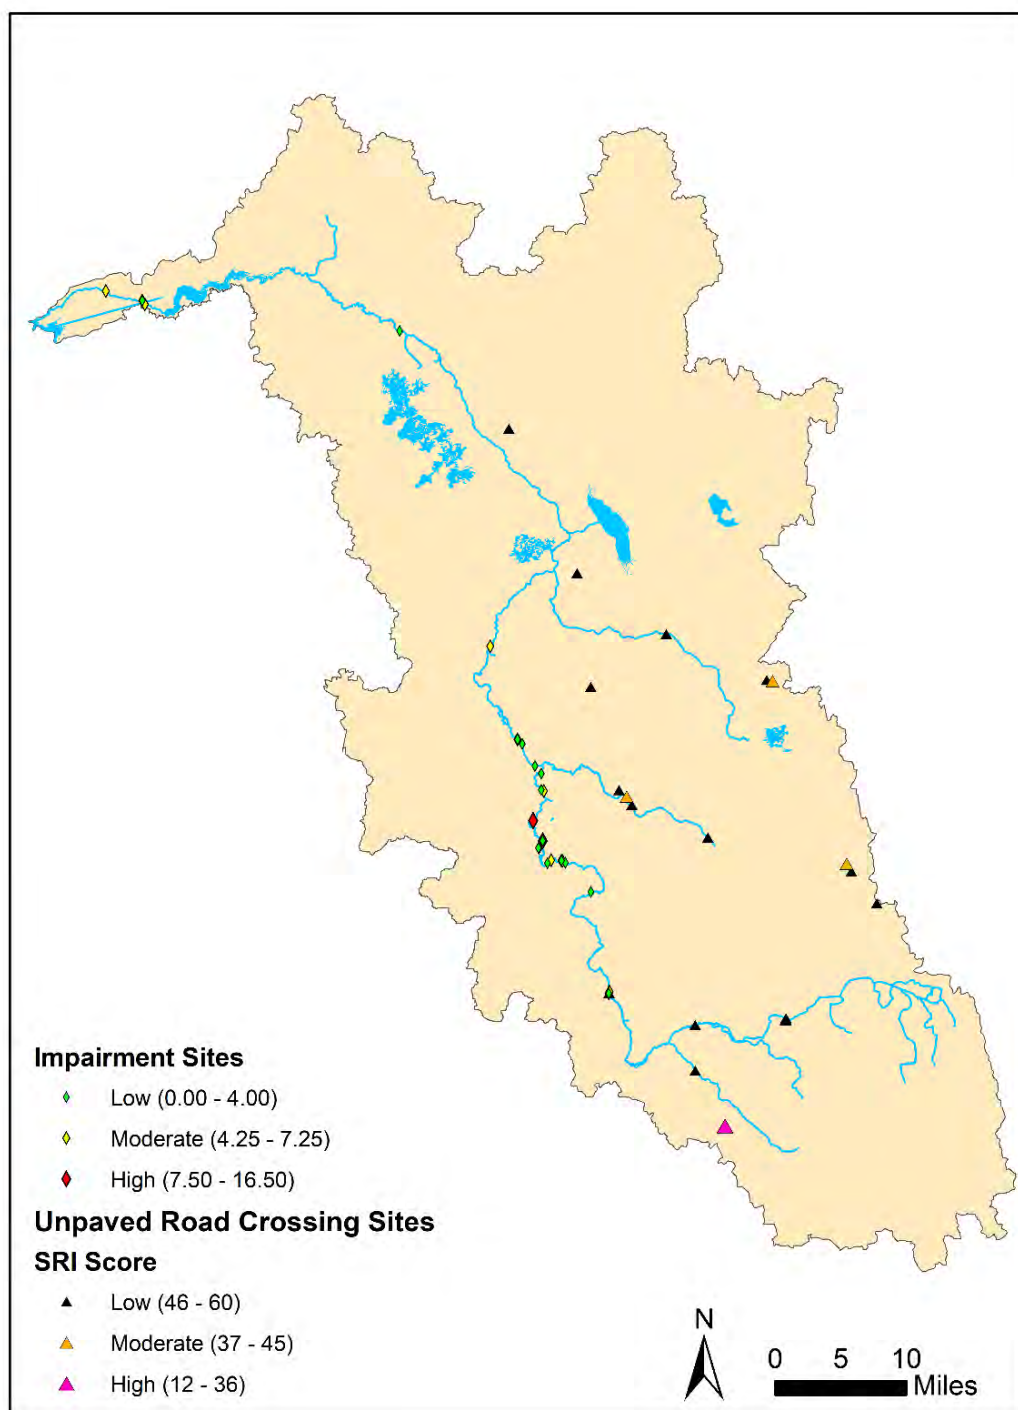 Impairment Sites
Low (0.00 - 4.00)
Moderate (4.25 - 7.25)
High (7.50 - 16.50)
Unpaved Road Crossing Sites
SRI Score
Low (46 - 60)
Moderate (37 - 45)
High (12 - 36)
N
0 5 10
Miles